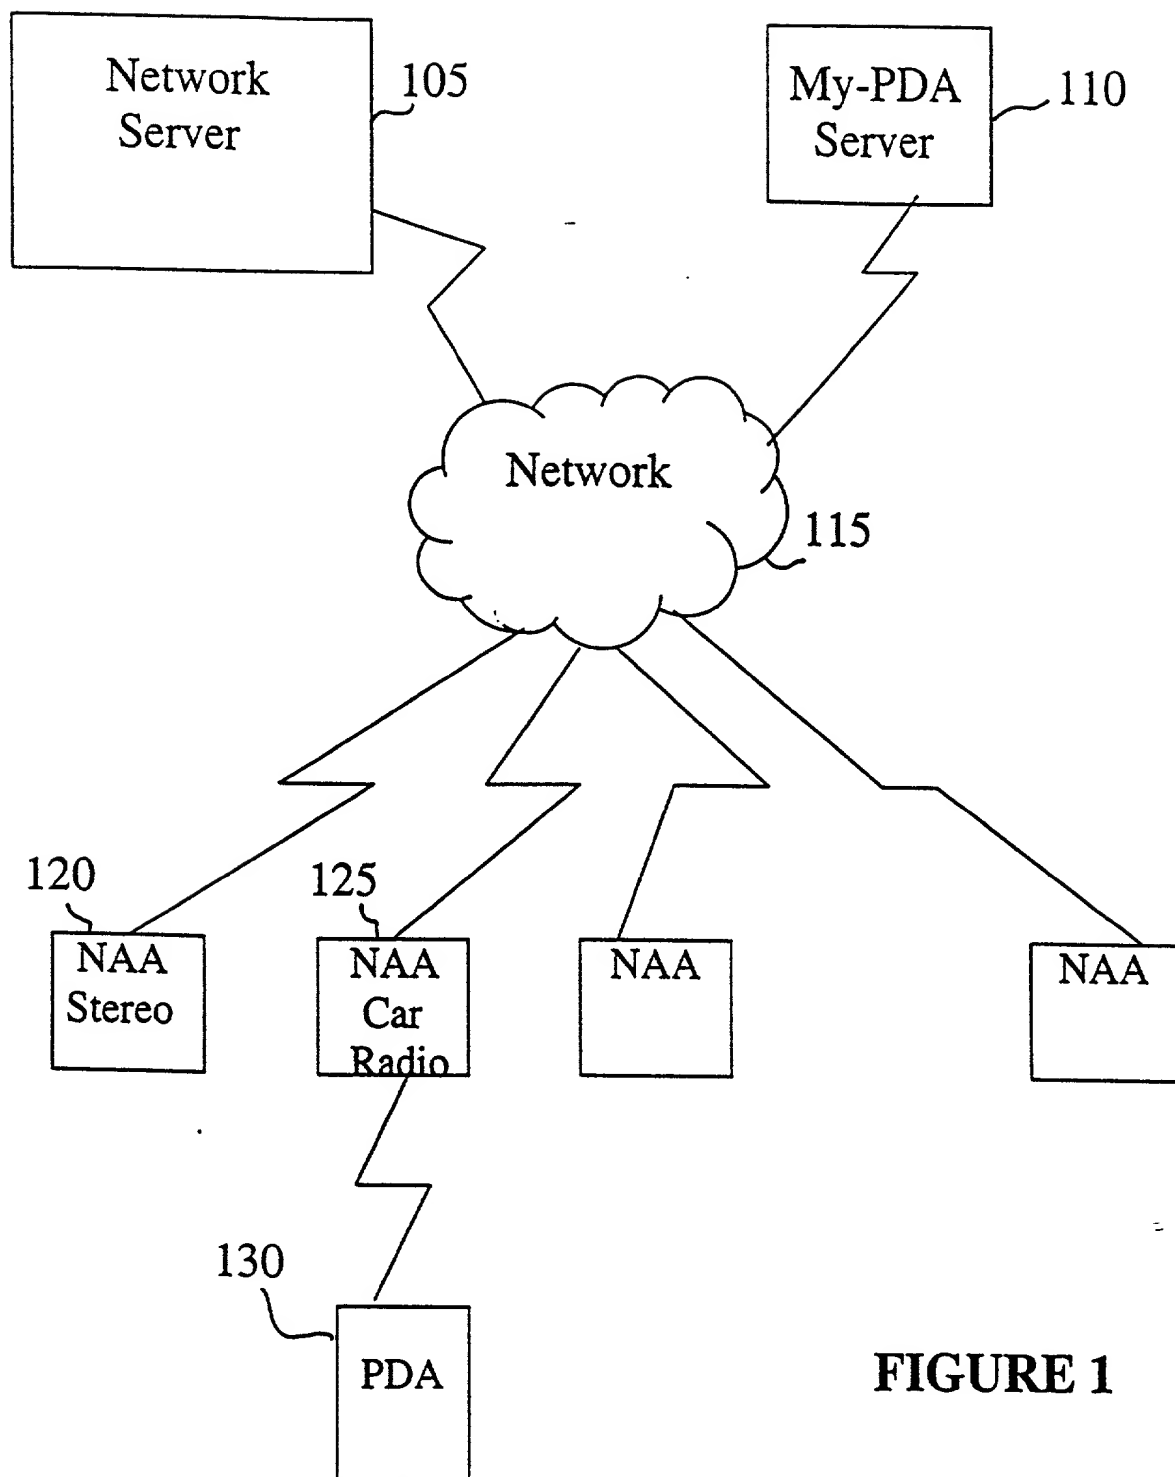 Network
Server
105
My-PDA
Server
110
Network
115
120
NAA
Stereo
125
NAA
Car
Radio
NAA
NAA
130
PDA
FIGURE 1